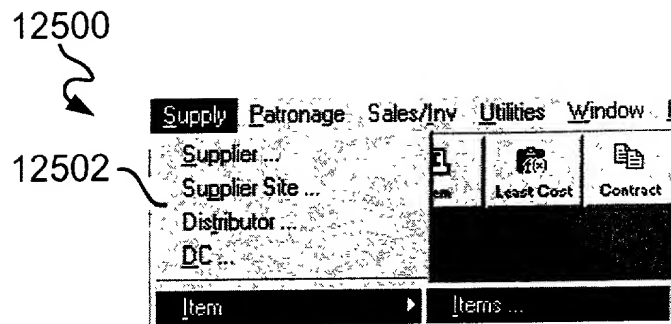 12500
Supply Patronage Sales/Inv Utilities Window
12502
Supplier ...
Supplier Site ...
Distributor ...
DC ...
Least Cost
Contract
Item
Items ...